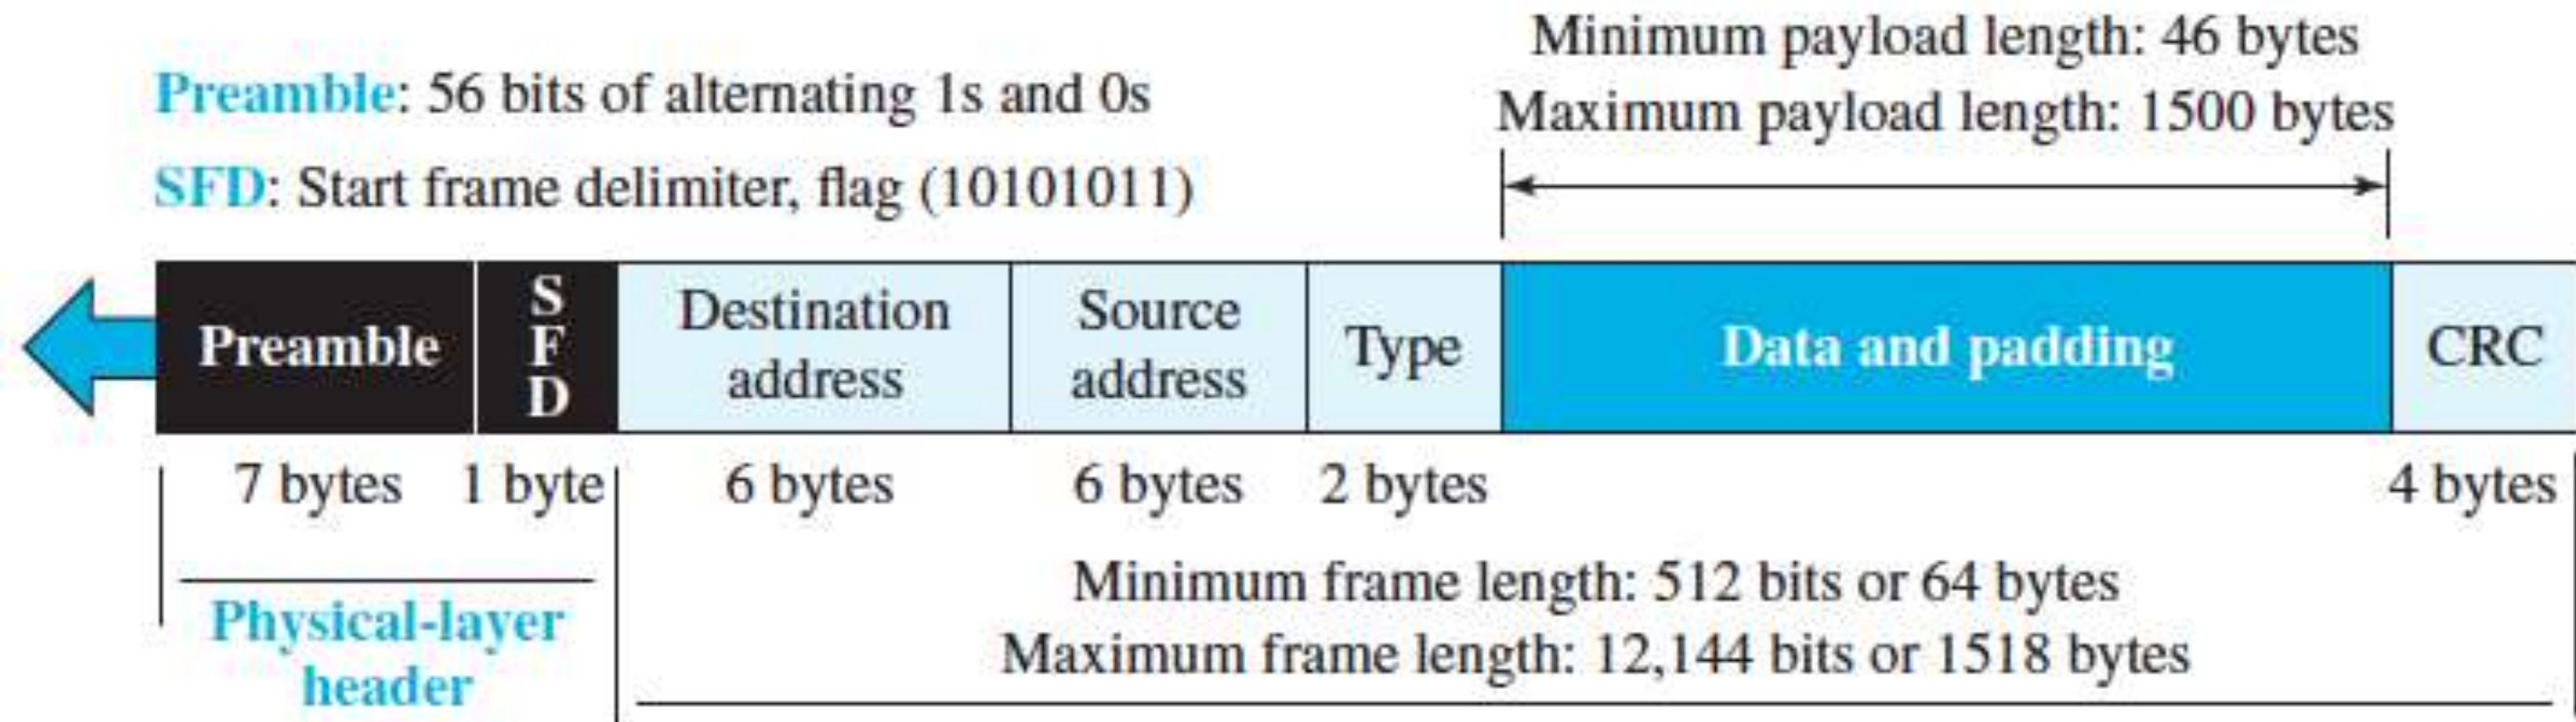 Preamble: 56 bits of alternating 1s and 0s
SFD: Start frame delimiter, flag (10101011)
Minimum payload length: 46 bytes
Maximum payload length: 1500 bytes
Preamble
S
F
D
Destination
address
Source
address
Type
Data and padding
CRC
7 bytes
1 byte
6 bytes
6 bytes
2 bytes
4 bytes
Physical-layer
header
Minimum frame length: 512 bits or 64 bytes
Maximum frame length: 12,144 bits or 1518 bytes